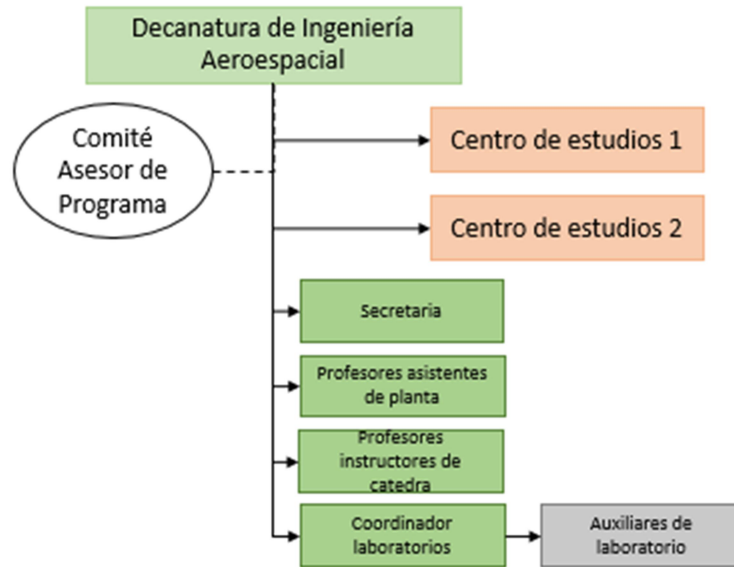 Decanatura de Ingeniería
Aeroespacial
Comité
Asesor de
Programa
Centro de estudios 1
Centro de estudios 2
Secretaria
Profesores asistentes
de planta
Profesores
instructores de
catedra
Coordinador
laboratorios
Auxiliares de
laboratorio